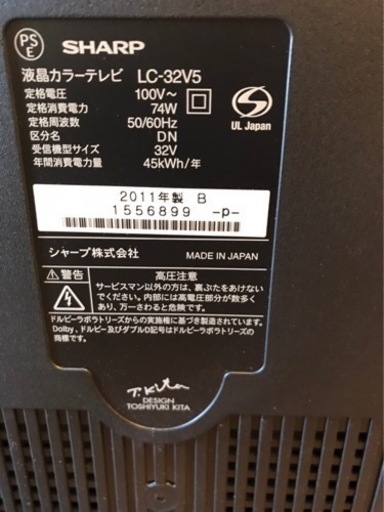 PS E SHARP
液晶カラーテレビ LC-32V5
定格電圧 100V～
定格消費電力 74W
定格周波数 50/60Hz
区分名 DN
受信機型サイズ 32V
年間消費電力量 45kWh/年
UL Japan
2011年製 B
1556899 -p-
シャープ株式会社 MADE IN JAPAN
⚠警告 高圧注意
サービスマン以外の方は、裏ぶたをあけない
でください。内部には高電圧部分が数多く
あり、万一さわると危険です。
ドルビーラボラトリーズからの実施権に基づき製造されています。
Dolby、ドルビー及びダブルD記号はドルビーラボラトリーズ
の商標です。
T. Kita
DESIGN
TOSHIYUKI KITA